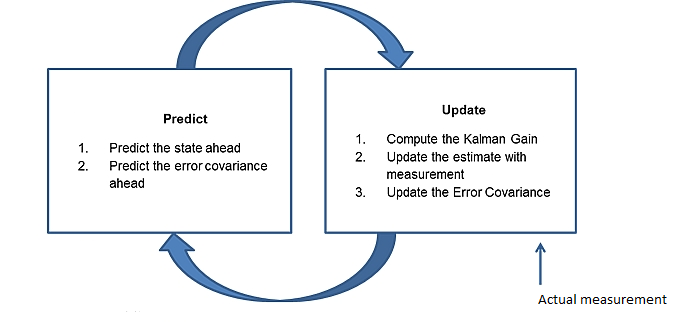 Predict
1. Predict the state ahead
2. Predict the error covariance
ahead
Update
1. Compute the Kalman Gain
2. Update the estimate with
measurement
3. Update the Error Covariance
Actual measurement